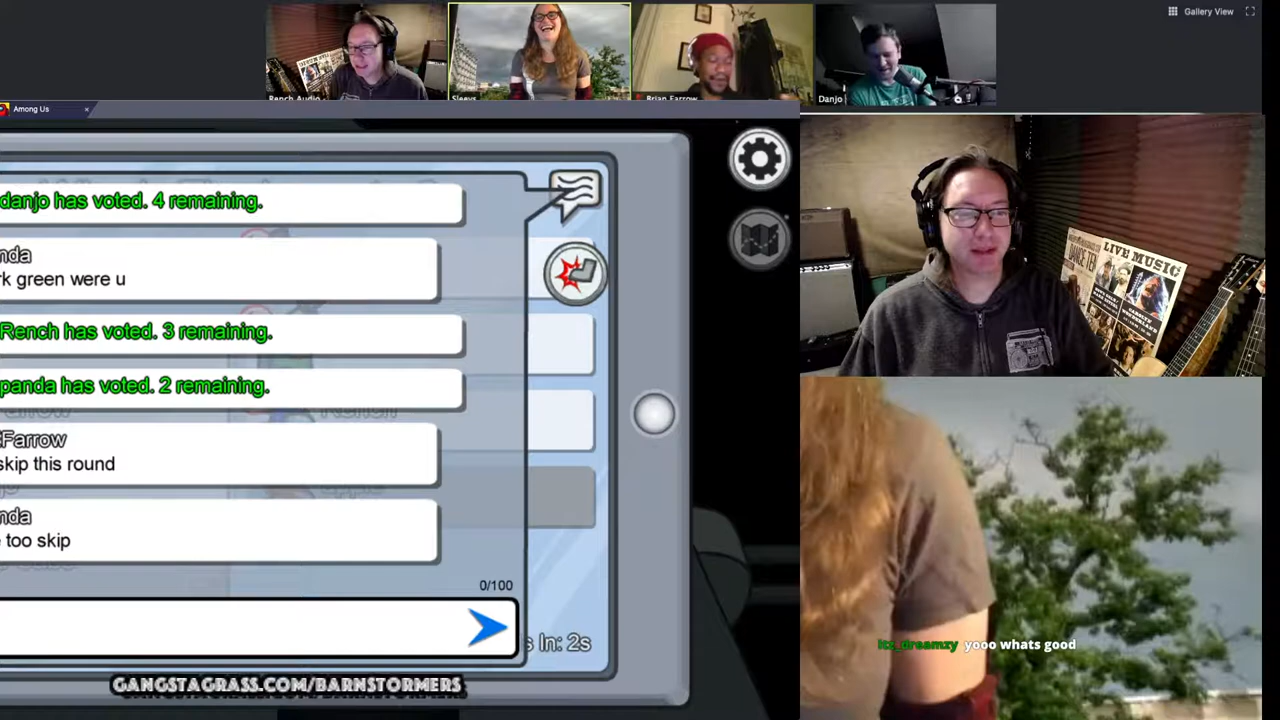 Gallery View
Rench Audio
Sleevs
Brian Farrow
Danjo
Among Us
danjo has voted. 4 remaining.
nda
rk green were u
Rench has voted. 3 remaining.
panda has voted. 2 remaining.
Farrow
skip this round
nda
e too skip
0/100
s In: 2s
GANGSTAGRASS.COM/BARNSTORMERS
LIVE MUSIC
itz_dreamzy yooo whats good